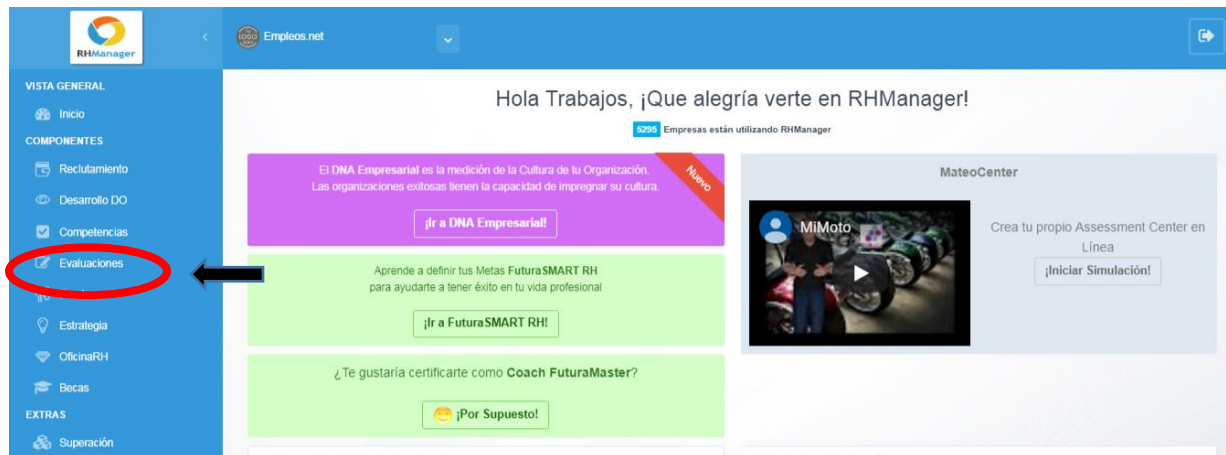 RHManager
Empleos.net
VISTA GENERAL
Inicio
COMPONENTES
Reclutamiento
Desarrollo DO
Competencias
Evaluaciones
Estrategia
OficinaRH
Becas
EXTRAS
Superación
Hola Trabajos, ¡Que alegría verte en RHManager!
5295 Empresas están utilizando RHManager
El DNA Empresarial es la medición de la Cultura de tu Organización.
Las organizaciones exitosas tienen la capacidad de impregnar su cultura.
Nuevo
¡Ir a DNA Empresarial!
Aprende a definir tus Metas FuturaSMART RH
para ayudarte a tener éxito en tu vida profesional
¡Ir a FuturaSMART RH!
¿Te gustaría certificarte como Coach FuturaMaster?
¡Por Supuesto!
MateoCenter
MiMoto
Crea tu propio Assessment Center en
Línea
¡Iniciar Simulación!